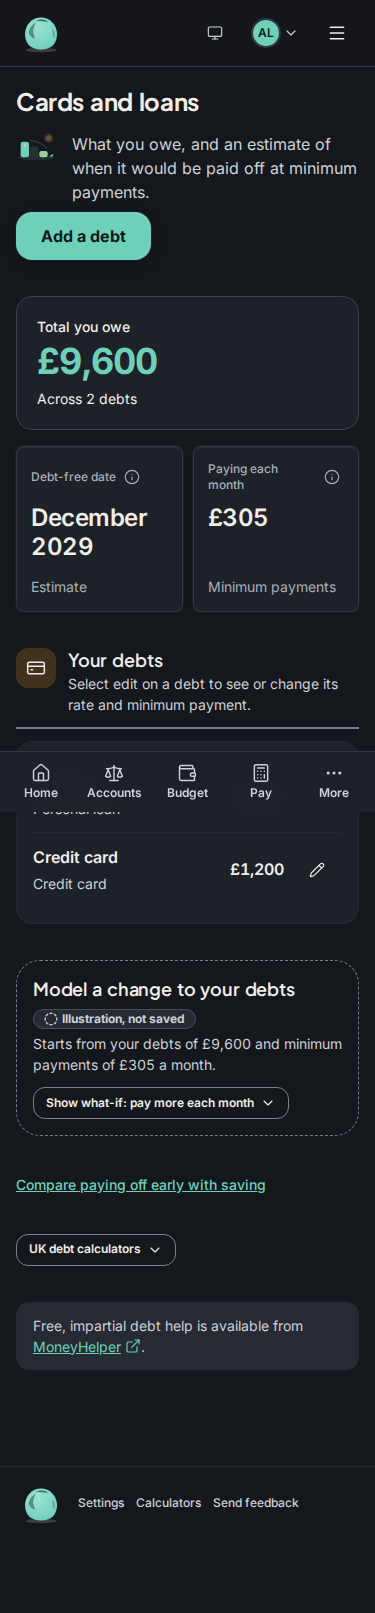 AL
Cards and loans
What you owe, and an estimate of
when it would be paid off at minimum
payments.
Add a debt
Total you owe
£9,600
Across 2 debts
Debt-free date
December
2029
Estimate
Paying each
month
£305
Minimum payments
Your debts
Select edit on a debt to see or change its
rate and minimum payment.
Home
Accounts
Budget
Pay
More
Personal loan
Credit card
£1,200
Credit card
Model a change to your debts
Illustration, not saved
Starts from your debts of £9,600 and minimum
payments of £305 a month.
Show what-if: pay more each month
Compare paying off early with saving
UK debt calculators
Free, impartial debt help is available from
MoneyHelper.
Settings Calculators Send feedback